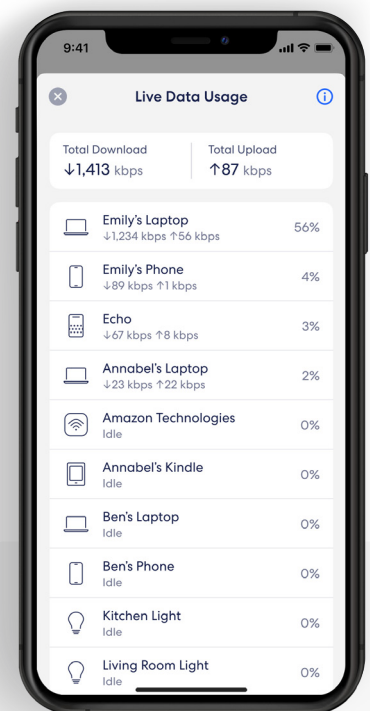 9:41
Live Data Usage
Total Download
↓1,413 kbps
Total Upload
↑87 kbps
Emily's Laptop
↓1,234 kbps ↑56 kbps
56%
Emily's Phone
↓89 kbps ↑1 kbps
4%
Echo
↓67 kbps ↑8 kbps
3%
Annabel's Laptop
↓23 kbps ↑22 kbps
2%
Amazon Technologies
Idle
0%
Annabel's Kindle
Idle
0%
Ben's Laptop
Idle
0%
Ben's Phone
Idle
0%
Kitchen Light
Idle
0%
Living Room Light
Idle
0%